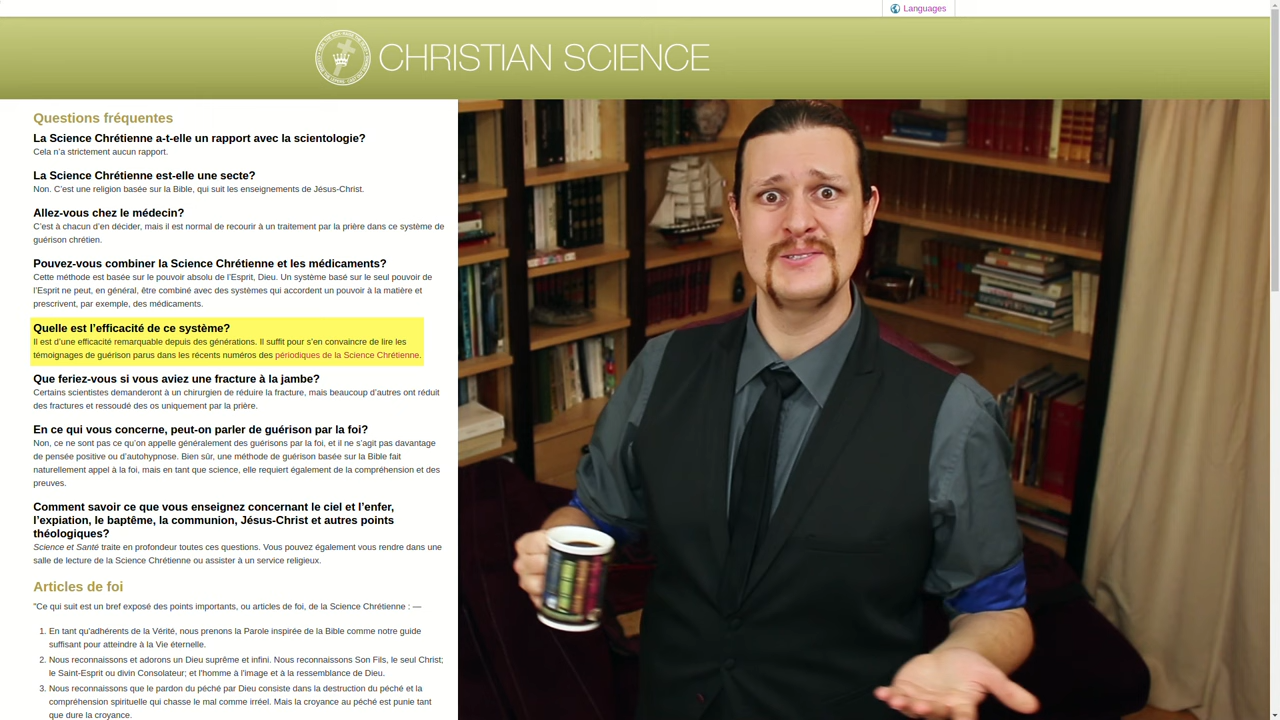 Languages
CHRISTIAN SCIENCE
Questions fréquentes
La Science Chrétienne a-t-elle un rapport avec la scientologie?
Cela n'a strictement aucun rapport.
La Science Chrétienne est-elle une secte?
Non. C'est une religion basée sur la Bible, qui suit les enseignements de Jésus-Christ.
Allez-vous chez le médecin?
C'est à chacun d'en décider, mais il est normal de recourir à un traitement par la prière dans ce système de
guérison chrétien.
Pouvez-vous combiner la Science Chrétienne et les médicaments?
Cette méthode est basée sur le pouvoir absolu de l'Esprit, Dieu. Un système basé sur le seul pouvoir de
l'Esprit ne peut, en général, être combiné avec des systèmes qui accordent un pouvoir à la matière et
prescrivent, par exemple, des médicaments.
Quelle est l'efficacité de ce système?
Il est d'une efficacité remarquable depuis des générations. Il suffit pour s'en convaincre de lire les
témoignages de guérison parus dans les récents numéros des périodiques de la Science Chrétienne.
Que feriez-vous si vous aviez une fracture à la jambe?
Certains scientistes demanderont à un chirurgien de réduire la fracture, mais beaucoup d'autres ont réduit
des fractures et ressoudé des os uniquement par la prière.
En ce qui vous concerne, peut-on parler de guérison par la foi?
Non, ce ne sont pas ce qu'on appelle généralement des guérisons par la foi, et il ne s'agit pas davantage
de pensée positive ou d'autohypnose. Bien sûr, une méthode de guérison basée sur la Bible fait
naturellement appel à la foi, mais en tant que science, elle requiert également de la compréhension et des
preuves.
Comment savoir ce que vous enseignez concernant le ciel et l'enfer,
l'expiation, le baptême, la communion, Jésus-Christ et autres points
théologiques?
Science et Santé traite en profondeur toutes ces questions. Vous pouvez également vous rendre dans une
salle de lecture de la Science Chrétienne ou assister à un service religieux.
Articles de foi
"Ce qui suit est un bref exposé des points importants, ou articles de foi, de la Science Chrétienne : —
1. En tant qu'adhérents de la Vérité, nous prenons la Parole inspirée de la Bible comme notre guide
suffisant pour atteindre à la Vie éternelle.
2. Nous reconnaissons et adorons un Dieu suprême et infini. Nous reconnaissons Son Fils, le seul Christ;
le Saint-Esprit ou divin Consolateur; et l'homme à l'image et à la ressemblance de Dieu.
3. Nous reconnaissons que le pardon du péché par Dieu consiste dans la destruction du péché et la
compréhension spirituelle qui chasse le mal comme irréel. Mais la croyance au péché est punie tant
que dure la croyance.